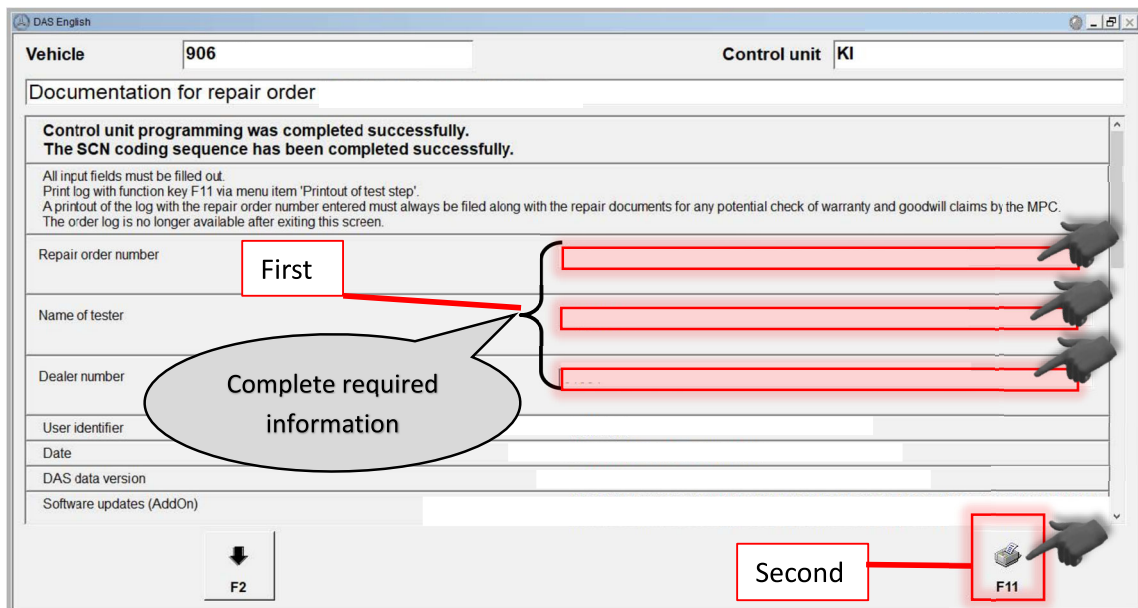 DAS English
Vehicle 906 Control unit KI
Documentation for repair order
Control unit programming was completed successfully.
The SCN coding sequence has been completed successfully.
All input fields must be filled out.
Print log with function key F11 via menu item 'Printout of test step'.
A printout of the log with the repair order number entered must always be filed along with the repair documents for any potential check of warranty and goodwill claims by the MPC.
The order log is no longer available after exiting this screen.
Repair order number
First
Name of tester
Dealer number
Complete required
information
User identifier
Date
DAS data version
Software updates (AddOn)
Second
F2
F11